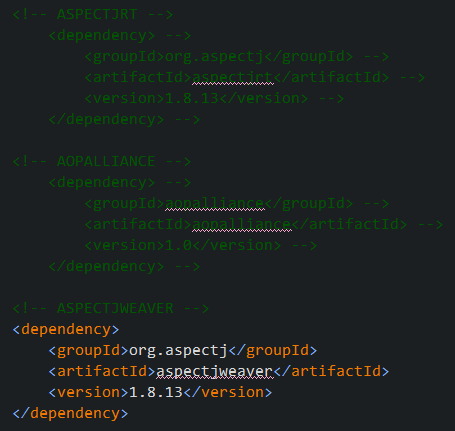 <!-- ASPECTJRT -->
<dependency> -->
<groupId>org.aspectj</groupId> -->
<artifactId>aspectjrt</artifactId> -->
<version>1.8.13</version> -->
</dependency> -->
<!-- AOPALLIANCE -->
<dependency> -->
<groupId>aopalliance</groupId> -->
<artifactId>aopalliance</artifactId> -->
<version>1.0</version> -->
</dependency> -->
<!-- ASPECTJWEAVER -->
<dependency>
<groupId>org.aspectj</groupId>
<artifactId>aspectjweaver</artifactId>
<version>1.8.13</version>
</dependency>